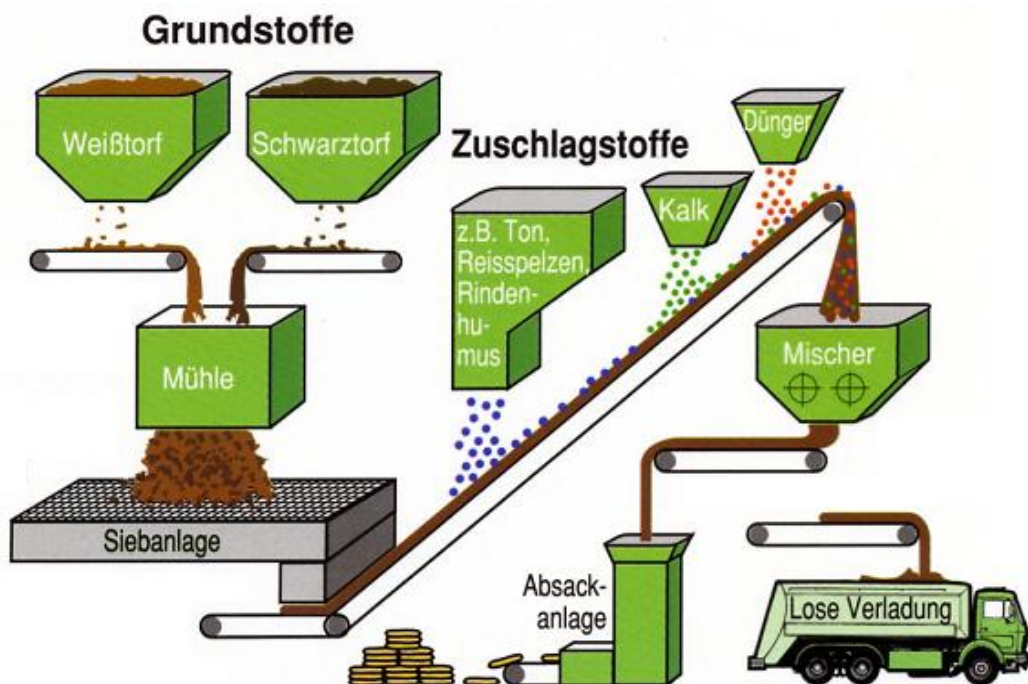 Grundstoffe
Weißtorf
Schwarztorf
Zuschlagstoffe
Dünger
Kalk
z.B. Ton,
Reisspelzen,
Rinden-
hu-
mus
Mühle
Mischer
Siebanlage
Absack-
anlage
Lose Verladung